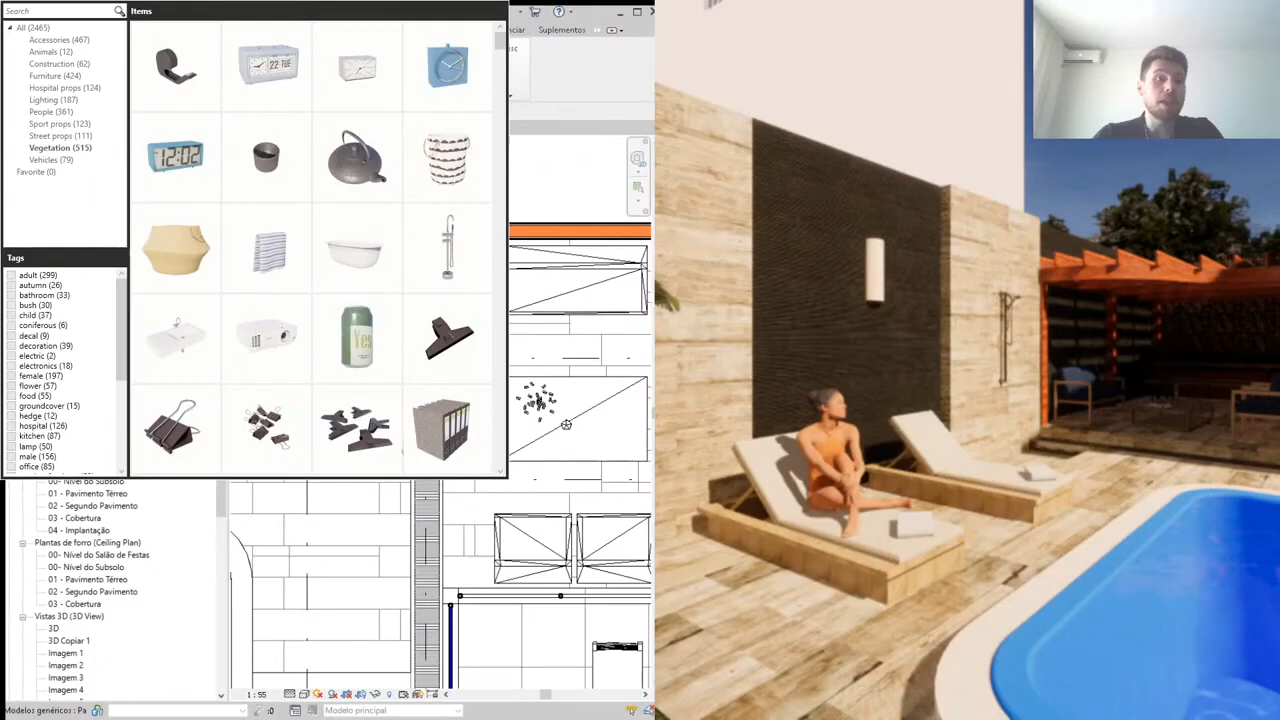 Search
Items
All (2465)
Accessories (467)
Animals (12)
Construction (62)
Furniture (424)
Hospital props (124)
Lighting (187)
People (361)
Sport props (123)
Street props (111)
Vegetation (515)
Vehicles (79)
Favorite (0)
Tags
adult (299)
autumn (26)
bathroom (33)
bush (30)
child (37)
coniferous (6)
decal (9)
decoration (39)
electric (2)
electronics (18)
female (197)
flower (57)
food (55)
groundcover (15)
hedge (12)
hospital (126)
kitchen (87)
lamp (50)
male (156)
office (85)
22 TUE
12:02
Yes
nciar
Suplementos
isc
00- Nível do Subsolo
01 - Pavimento Térreo
02 - Segundo Pavimento
03 - Cobertura
04 - Implantação
Plantas de forro (Ceiling Plan)
00- Nível do Salão de Festas
00- Nível do Subsolo
01 - Pavimento Térreo
02 - Segundo Pavimento
03 - Cobertura
Vistas 3D (3D View)
3D
3D Copiar 1
Imagem 1
Imagem 2
Imagem 3
Imagem 4
1 : 55
Modelos genéricos : Pa
:0
Modelo principal